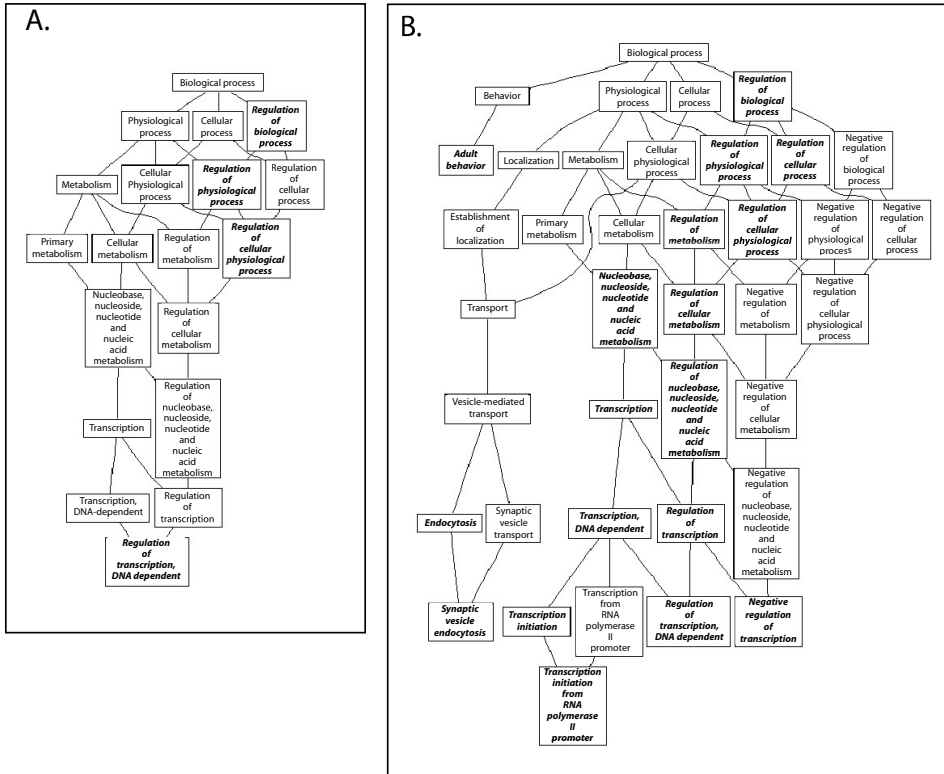 A.
Biological process
Physiological
process
Cellular
process
Regulation
of
biological
process
Metabolism
Cellular
Physiological
process
Regulation
of
physiological
process
Regulation
of
cellular
process
Primary
metabolism
Cellular
metabolism
Regulation
of
metabolism
Regulation
of
cellular
physiological
process
Nucleobase,
nucleoside,
nucleotide
and
nucleic
acid
metabolism
Regulation
of
cellular
metabolism
Transcription
Regulation
of
nucleobase,
nucleoside,
nucleotide
and
nucleic
acid
metabolism
Transcription,
DNA-dependent
Regulation
of
transcription
Regulation
of
transcription,
DNA dependent
B.
Biological process
Behavior
Physiological
process
Cellular
process
Regulation
of
biological
process
Adult
behavior
Localization
Metabolism
Cellular
physiological
process
Regulation
of
physiological
process
Regulation
of
cellular
process
Negative
regulation
of
biological
process
Establishment
of
localization
Primary
metabolism
Cellular
metabolism
Regulation
of
metabolism
Regulation
of
cellular
physiological
process
Negative
regulation
of
physiological
process
Negative
regulation
of
cellular
process
Transport
Nucleobase,
nucleoside,
nucleotide
and
nucleic acid
metabolism
Regulation
of
cellular
metabolism
Negative
regulation
of
metabolism
Negative
regulation
of
cellular
physiological
process
Vesicle-mediated
transport
Transcription
Regulation
of
nucleobase,
nucleoside,
nucleotide
and
nucleic
acid
metabolism
Negative
regulation
of
cellular
metabolism
Endocytosis
Synaptic
vesicle
transport
Transcription,
DNA dependent
Regulation
of
transcription
Negative
regulation
of
nucleobase,
nucleoside,
nucleotide
and
nucleic
acid
metabolism
Synaptic
vesicle
endocytosis
Transcription
initiation
Transcription
from
RNA
polymerase
II
promoter
Regulation
of
transcription,
DNA dependent
Negative
regulation
of
transcription
Transcription
initiation
from
RNA
polymerase
II
promoter